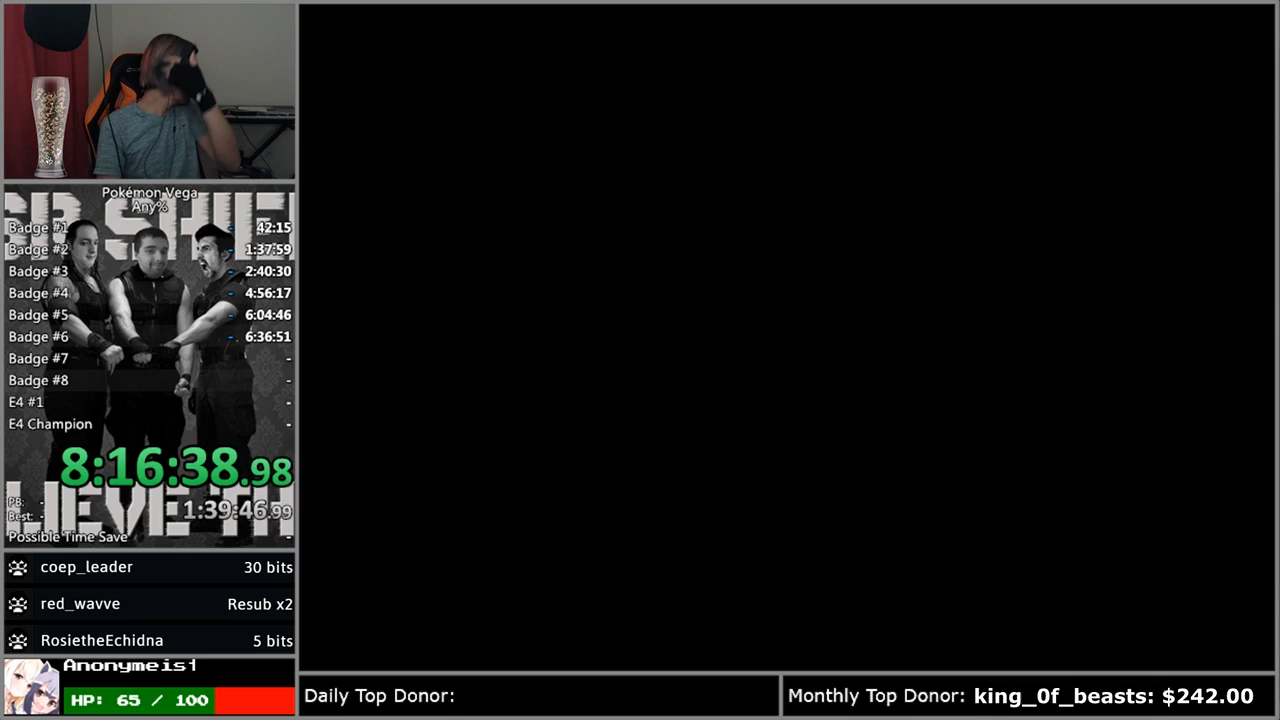 Pokémon Vega
Any%
Badge #1 - 42:15
Badge #2 - 1:37:59
Badge #3 - 2:40:30
Badge #4 - 4:56:17
Badge #5 - 6:04:46
Badge #6 - 6:36:51
Badge #7 -
Badge #8 -
E4 #1 -
E4 Champion -
8:16:38.98
PB: -
Best: -
1:39:46.99
Possible Time Save -
LIEVE TH
coep_leader 30 bits
red_wavve Resub x2
RosietheEchidna 5 bits
Anonymeis1
HP: 65 / 100
Daily Top Donor:
Monthly Top Donor: king_0f_beasts: $242.00